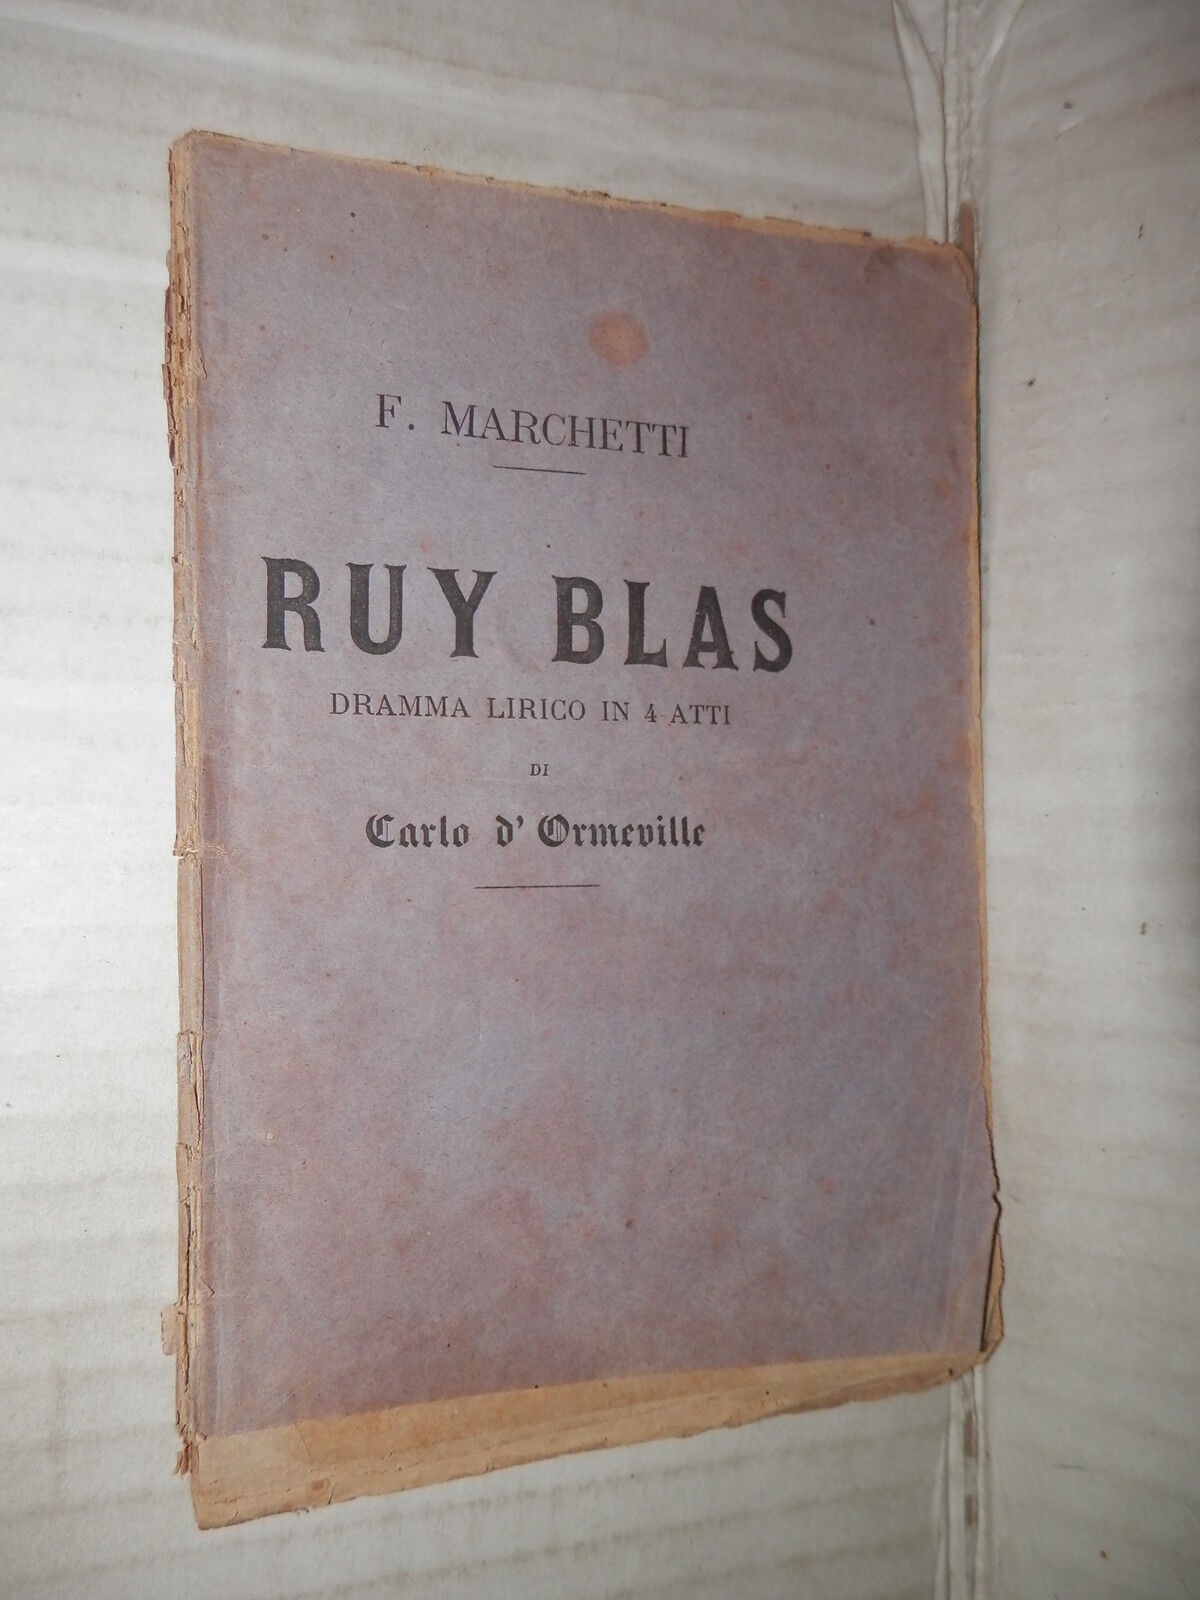 F. MARCHETTI
RUY BLAS
DRAMMA LIRICO IN 4 ATTI
DI
Carlo d' Ormeville